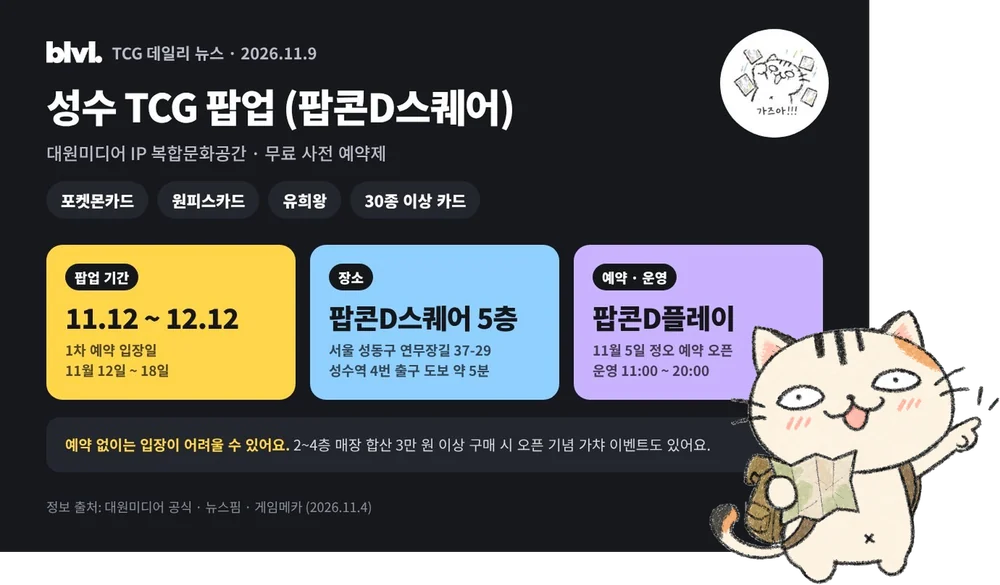 blvl. TCG 데일리 뉴스 · 2026.11.9
가즈아!!!
성수 TCG 팝업 (팝콘D스퀘어)
대원미디어 IP 복합문화공간 · 무료 사전 예약제
포켓몬카드 원피스카드 유희왕 30종 이상 카드
팝업 기간
11.12 ~ 12.12
1차 예약 입장일
11월 12일 ~ 18일
장소
팝콘D스퀘어 5층
서울 성동구 연무장길 37-29
성수역 4번 출구 도보 약 5분
예약 · 운영
팝콘D플레이
11월 5일 정오 예약 오픈
운영 11:00 ~ 20:00
예약 없이는 입장이 어려울 수 있어요. 2~4층 매장 합산 3만 원 이상 구매 시 오픈 기념 가챠 이벤트도 있어요.
정보 출처: 대원미디어 공식 · 뉴스핌 · 게임메카 (2026.11.4)